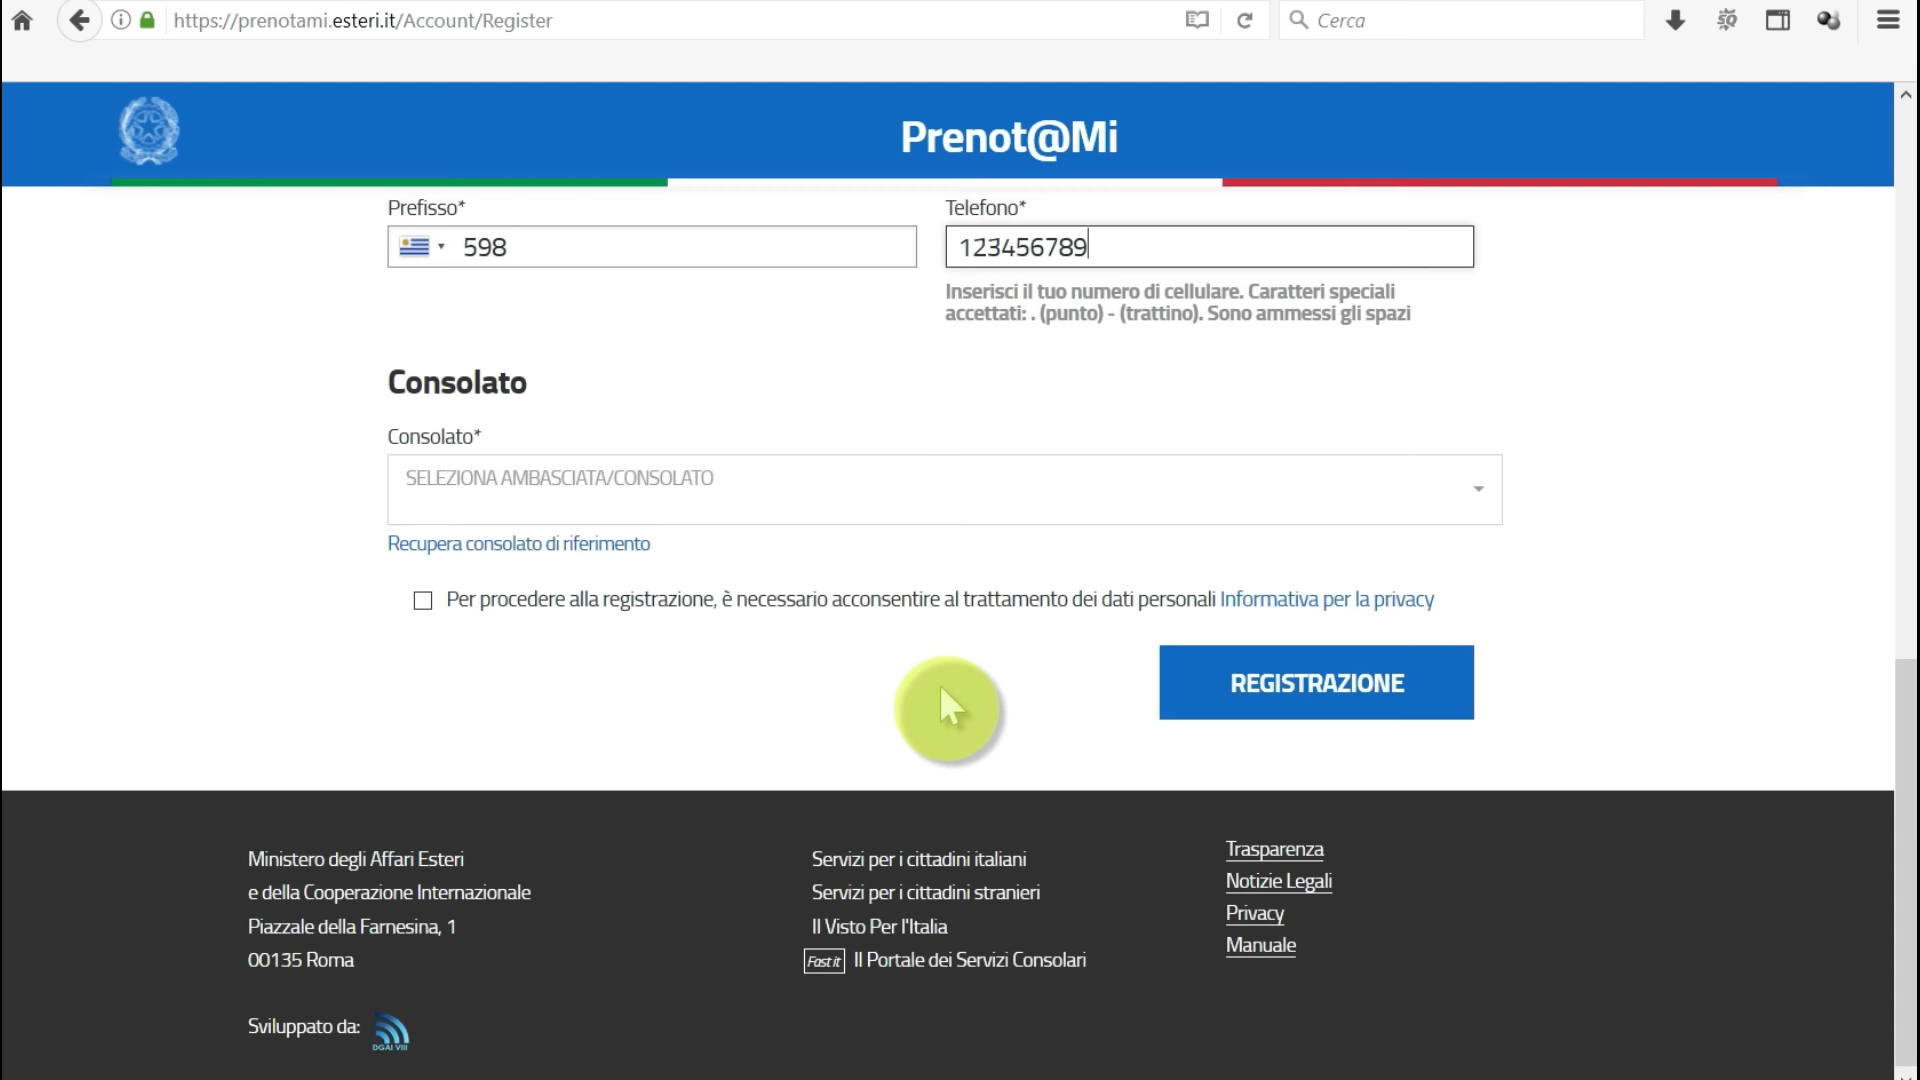 https://prenotami.esteri.it/Account/Register
Cerca
Prenot@Mi
Prefisso*
Telefono*
598
123456789
Inserisci il tuo numero di cellulare. Caratteri speciali
accettati: . (punto) - (trattino). Sono ammessi gli spazi
Consolato
Consolato*
SELEZIONA AMBASCIATA/CONSOLATO
Recupera consolato di riferimento
Per procedere alla registrazione, è necessario acconsentire al trattamento dei dati personali Informativa per la privacy
REGISTRAZIONE
Ministero degli Affari Esteri
e della Cooperazione Internazionale
Piazzale della Farnesina, 1
00135 Roma
Sviluppato da:
DGAI VIII
Servizi per i cittadini italiani
Servizi per i cittadini stranieri
Il Visto Per l'Italia
Fast it Il Portale dei Servizi Consolari
Trasparenza
Notizie Legali
Privacy
Manuale